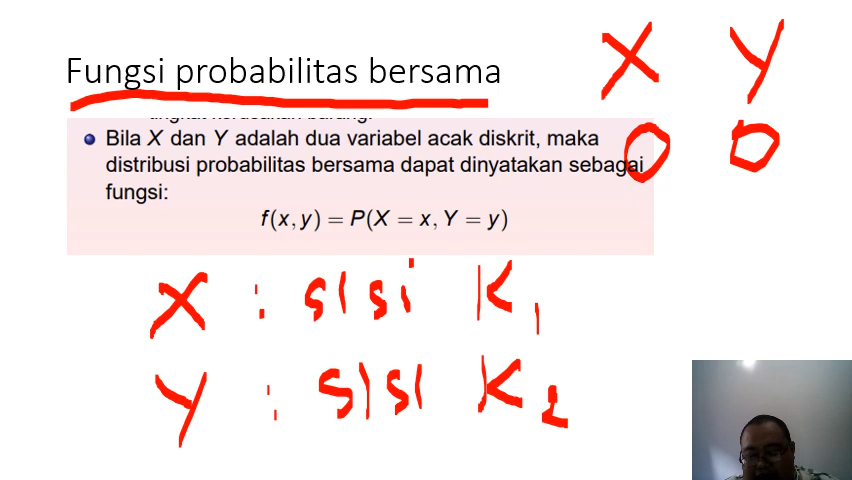 Fungsi probabilitas bersama
X Y
Bila X dan Y adalah dua variabel acak diskrit, maka
distribusi probabilitas bersama dapat dinyatakan sebagai
fungsi:
f(x, y) = P(X = x, Y = y)
0 0
X : sisi K1
Y : sisi K2